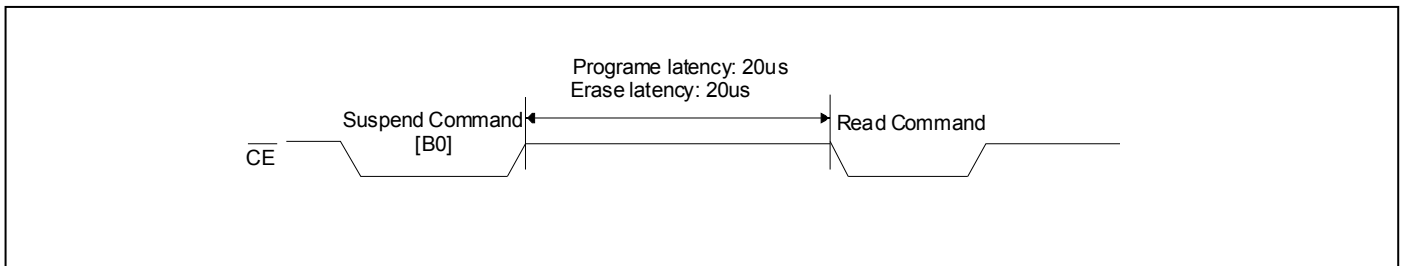 Programe latency: 20us
Erase latency: 20us
Suspend Command
[B0]
Read Command
CE